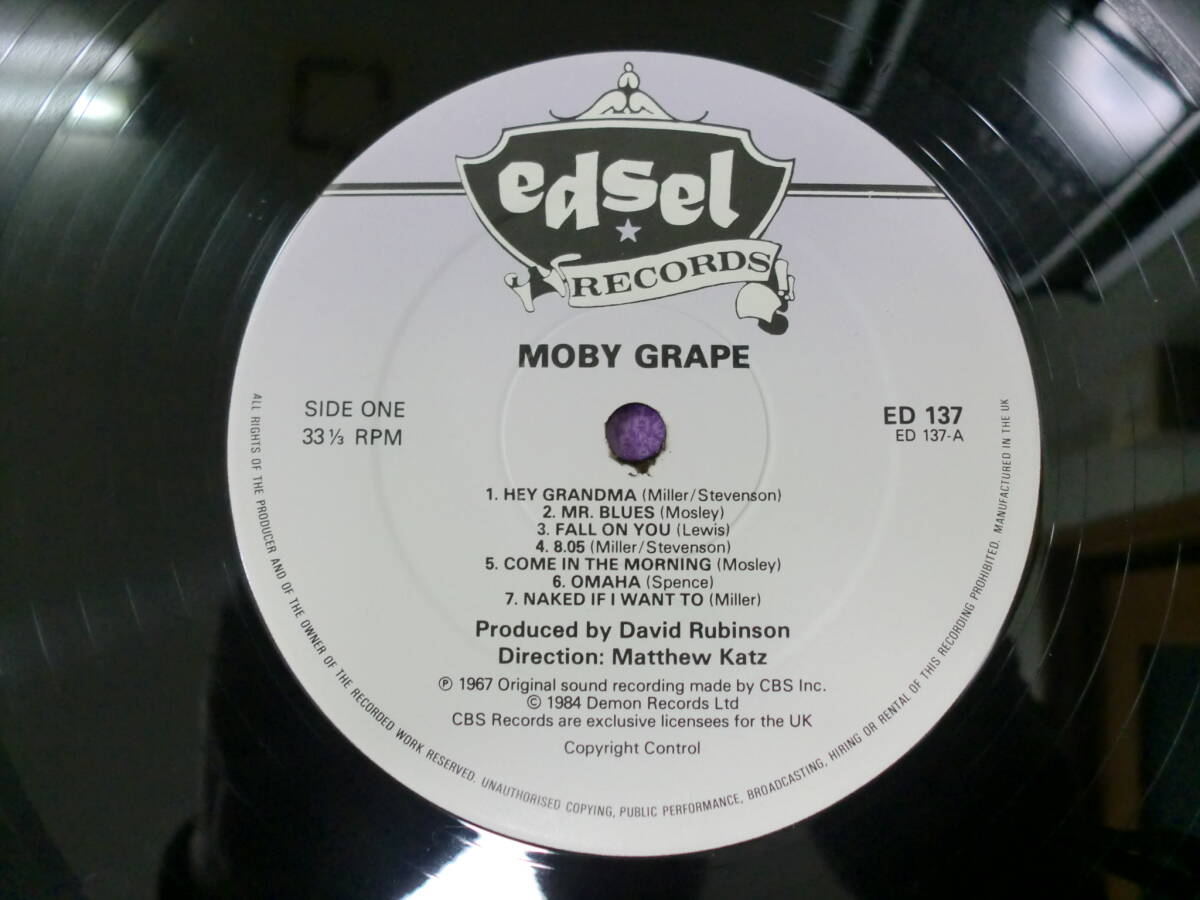 edsel
RECORDS
MOBY GRAPE
SIDE ONE
33 ⅓ RPM
ED 137
ED 137-A
1. HEY GRANDMA (Miller/Stevenson)
2. MR. BLUES (Mosley)
3. FALL ON YOU (Lewis)
4. 8.05 (Miller/Stevenson)
5. COME IN THE MORNING (Mosley)
6. OMAHA (Spence)
7. NAKED IF I WANT TO (Miller)
Produced by David Rubinson
Direction: Matthew Katz
℗ 1967 Original sound recording made by CBS Inc.
© 1984 Demon Records Ltd
CBS Records are exclusive licensees for the UK
Copyright Control
ALL RIGHTS OF THE PRODUCER AND OF THE OWNER OF THE RECORDED WORK RESERVED. UNAUTHORISED COPYING, PUBLIC PERFORMANCE, BROADCASTING, HIRING OR RENTAL OF THIS RECORDING PROHIBITED. MANUFACTURED IN THE UK